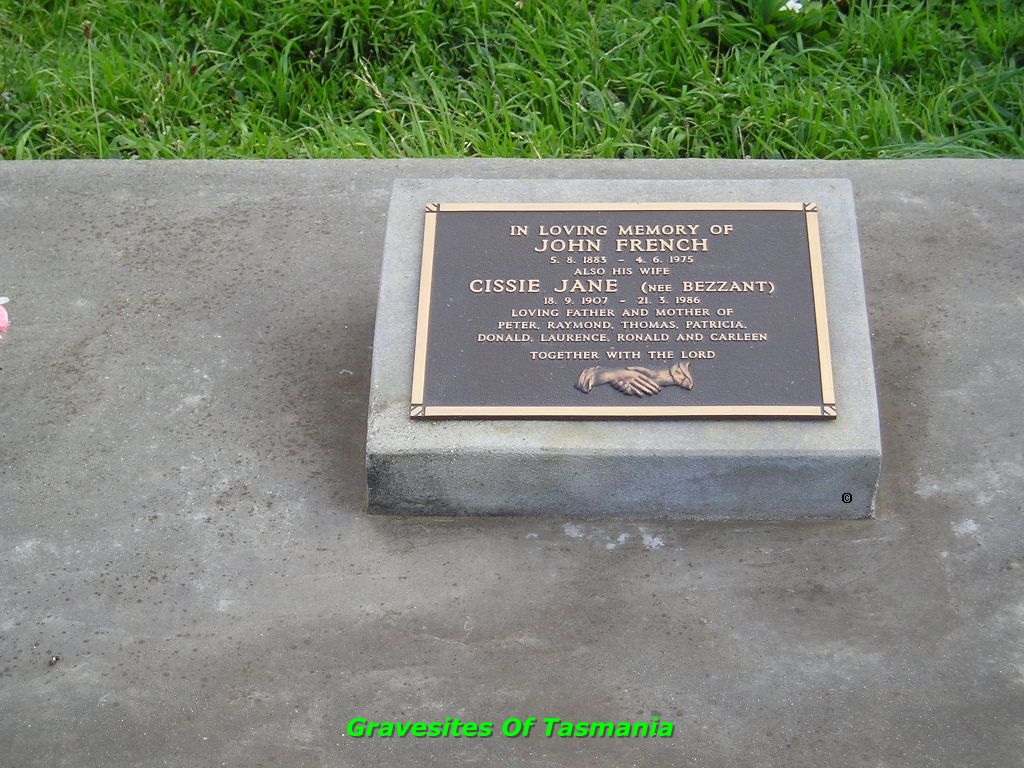 IN LOVING MEMORY OF
JOHN FRENCH
5. 8. 1883 - 4. 6. 1975
ALSO HIS WIFE
CISSIE JANE (NEE BEZZANT)
18. 9. 1907 - 21. 3. 1986
LOVING FATHER AND MOTHER OF
PETER, RAYMOND, THOMAS, PATRICIA,
DONALD, LAURENCE, RONALD AND CARLEEN
TOGETHER WITH THE LORD
©
Gravesites Of Tasmania